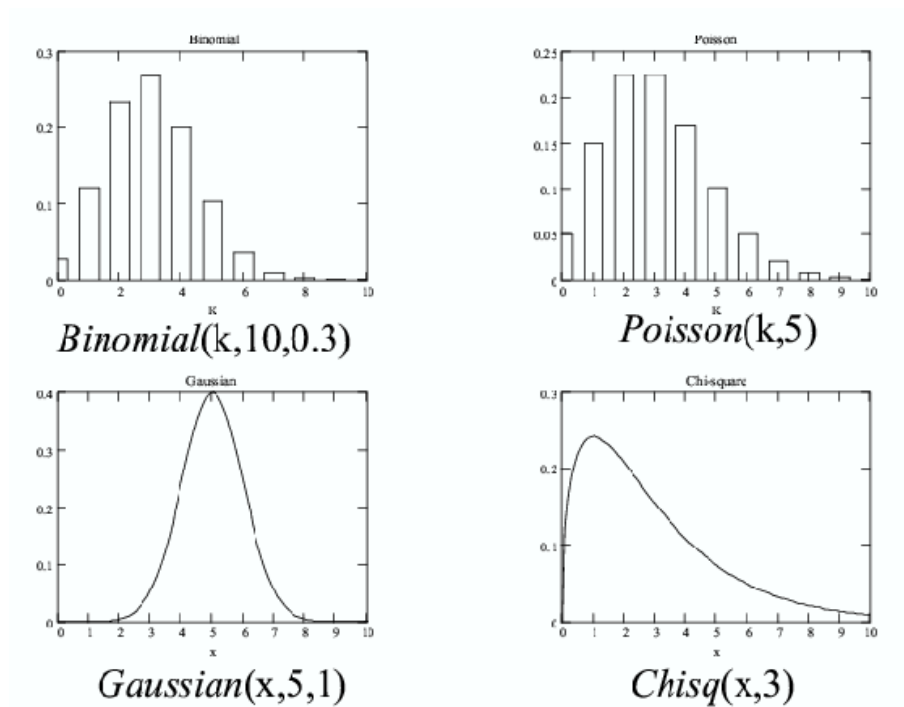 Binomial
0.3
0.2
0.1
0
0 2 4 6 8 10
K
Binomial(k,10,0.3)
Poisson
0.25
0.2
0.15
0.1
0.05
0
0 1 2 3 4 5 6 7 8 9 10
K
Poisson(k,5)
Gaussian
0.4
0.3
0.2
0.1
0
0 1 2 3 4 5 6 7 8 9 10
x
Gaussian(x,5,1)
Chi-square
0.3
0.2
0.1
0
0 1 2 3 4 5 6 7 8 9 10
x
Chisq(x,3)